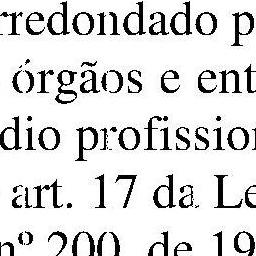 rredondado p
órgãos e ent
dio profission
art. 17 da Le
nº 200, de 19